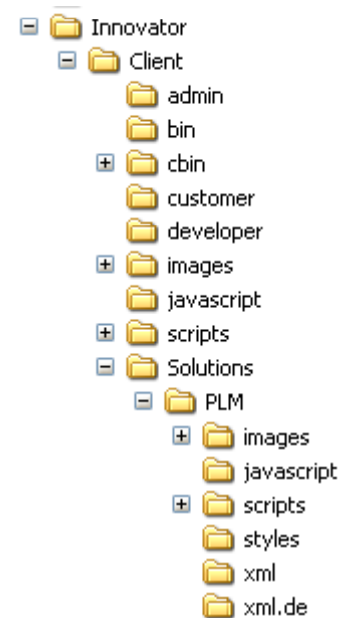 Innovator
Client
admin
bin
cbin
customer
developer
images
javascript
scripts
Solutions
PLM
images
javascript
scripts
styles
xml
xml.de